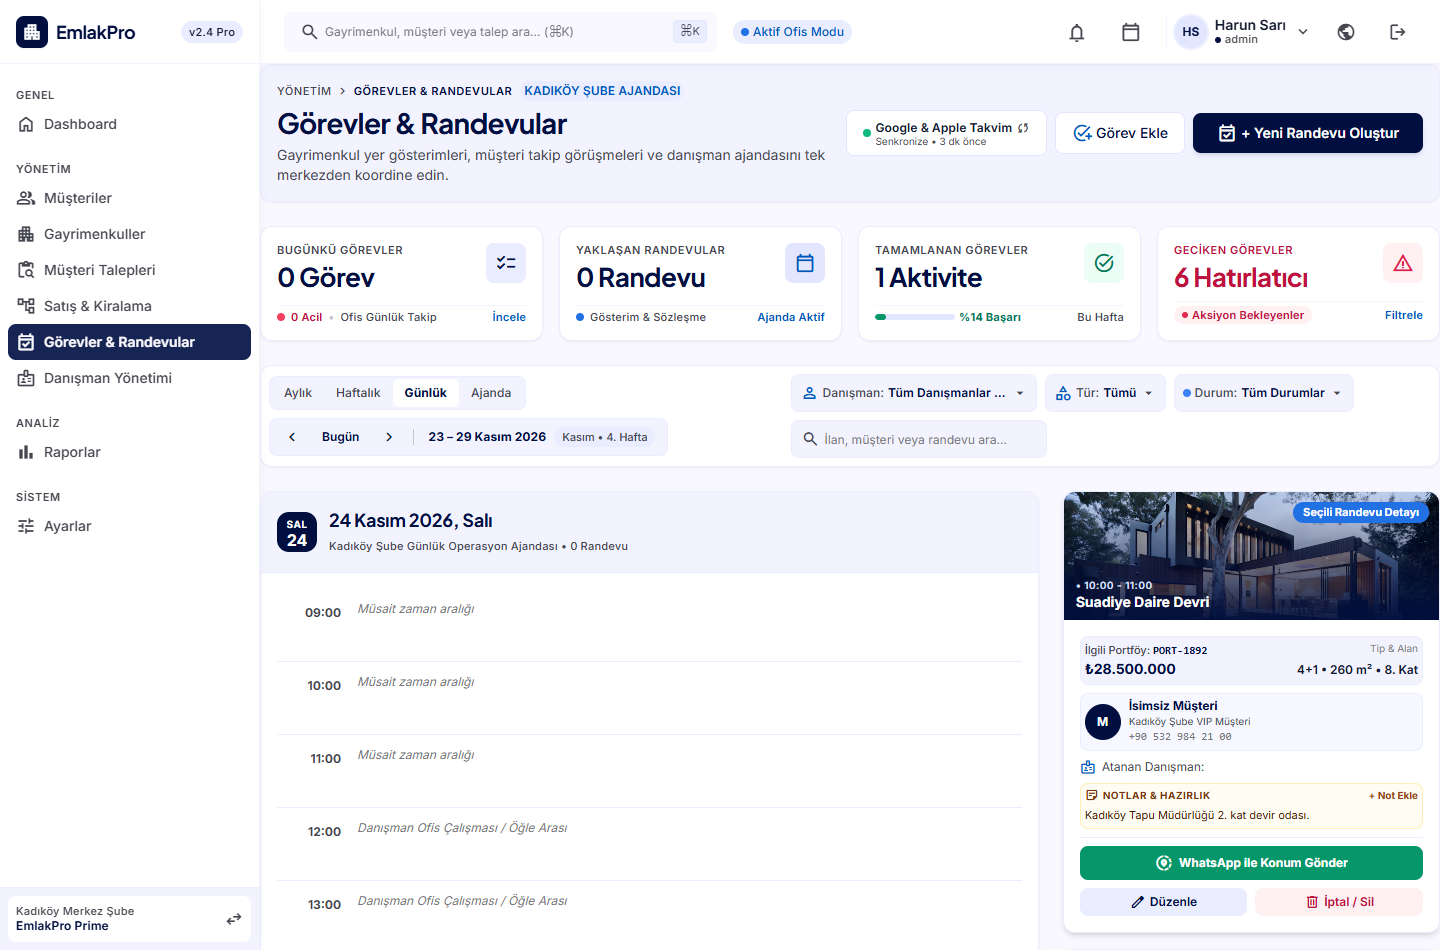 EmlakPro
v2.4 Pro
Gayrimenkul, müşteri veya talep ara... (⌘K)
⌘K
Aktif Ofis Modu
HS
Harun Sarı
admin
GENEL
Dashboard
YÖNETİM
Müşteriler
Gayrimenkuller
Müşteri Talepleri
Satış & Kiralama
Görevler & Randevular
Danışman Yönetimi
ANALİZ
Raporlar
SİSTEM
Ayarlar
Kadıköy Merkez Şube
EmlakPro Prime
YÖNETİM > GÖREVLER & RANDEVULAR KADIKÖY ŞUBE AJANDASI
Görevler & Randevular
Gayrimenkul yer gösterimleri, müşteri takip görüşmeleri ve danışman ajandasını tek
merkezden koordine edin.
Google & Apple Takvim
Senkronize • 3 dk önce
Görev Ekle
+ Yeni Randevu Oluştur
BUGÜNKÜ GÖREVLER
0 Görev
0 Acil • Ofis Günlük Takip
İncele
YAKLAŞAN RANDEVULAR
0 Randevu
Gösterim & Sözleşme
Ajanda Aktif
TAMAMLANAN GÖREVLER
1 Aktivite
%14 Başarı
Bu Hafta
GECİKEN GÖREVLER
6 Hatırlatıcı
Aksiyon Bekleyenler
Filtrele
Aylık
Haftalık
Günlük
Ajanda
Bugün
23 – 29 Kasım 2026
Kasım • 4. Hafta
Danışman: Tüm Danışmanlar ...
Tür: Tümü
Durum: Tüm Durumlar
İlan, müşteri veya randevu ara...
SAL
24
24 Kasım 2026, Salı
Kadıköy Şube Günlük Operasyon Ajandası • 0 Randevu
09:00
Müsait zaman aralığı
10:00
Müsait zaman aralığı
11:00
Müsait zaman aralığı
12:00
Danışman Ofis Çalışması / Öğle Arası
13:00
Danışman Ofis Çalışması / Öğle Arası
Seçili Randevu Detayı
• 10:00 - 11:00
Suadiye Daire Devri
İlgili Portföy: PORT-1892
Tip & Alan
₺28.500.000
4+1 • 260 m² • 8. Kat
M
İsimsiz Müşteri
Kadıköy Şube VIP Müşteri
+90 532 984 21 00
Atanan Danışman:
NOTLAR & HAZIRLIK
+ Not Ekle
Kadıköy Tapu Müdürlüğü 2. kat devir odası.
WhatsApp ile Konum Gönder
Düzenle
İptal / Sil